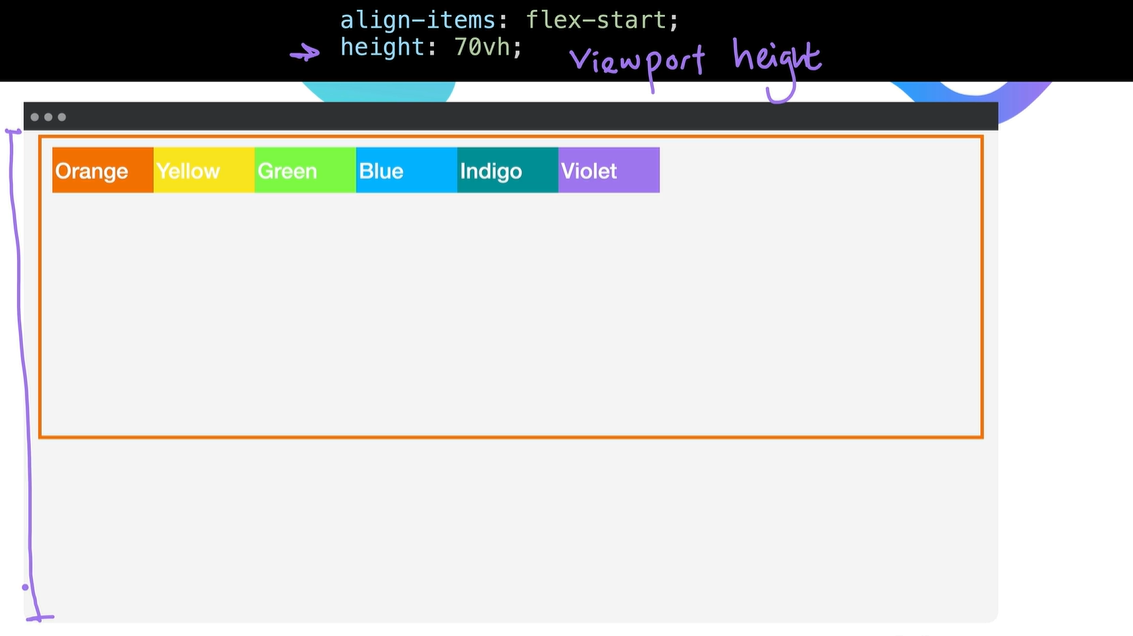 align-items: flex-start;
height: 70vh; viewport height
Orange Yellow Green Blue Indigo Violet